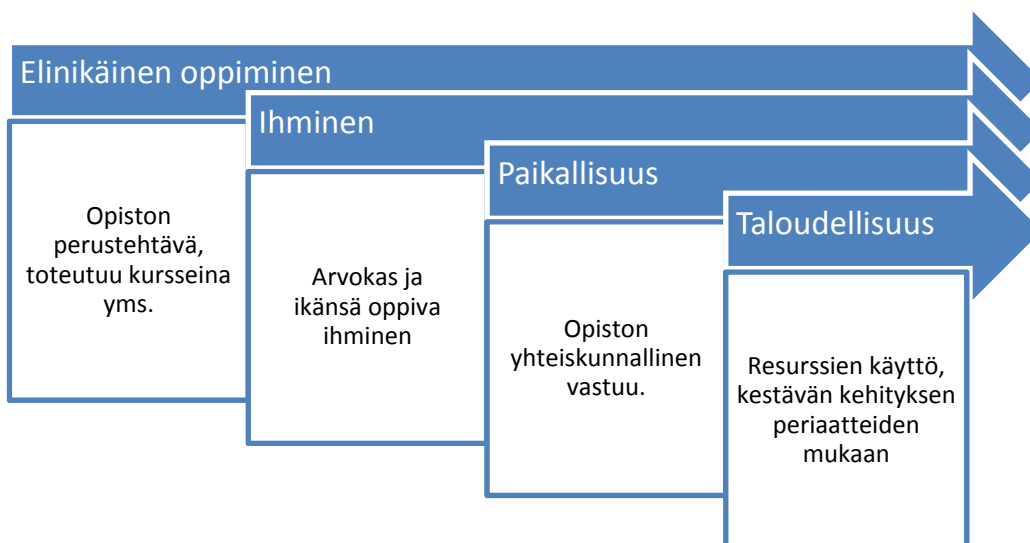 Elinikäinen oppiminen
Opiston
perustehtävä,
toteutuu kursseina
yms.
Ihminen
Arvokas ja
ikänsä oppiva
ihminen
Paikallisuus
Opiston
yhteiskunnallinen
vastuu.
Taloudellisuus
Resurssien käyttö,
kestävän kehityksen
periaatteiden
mukaan